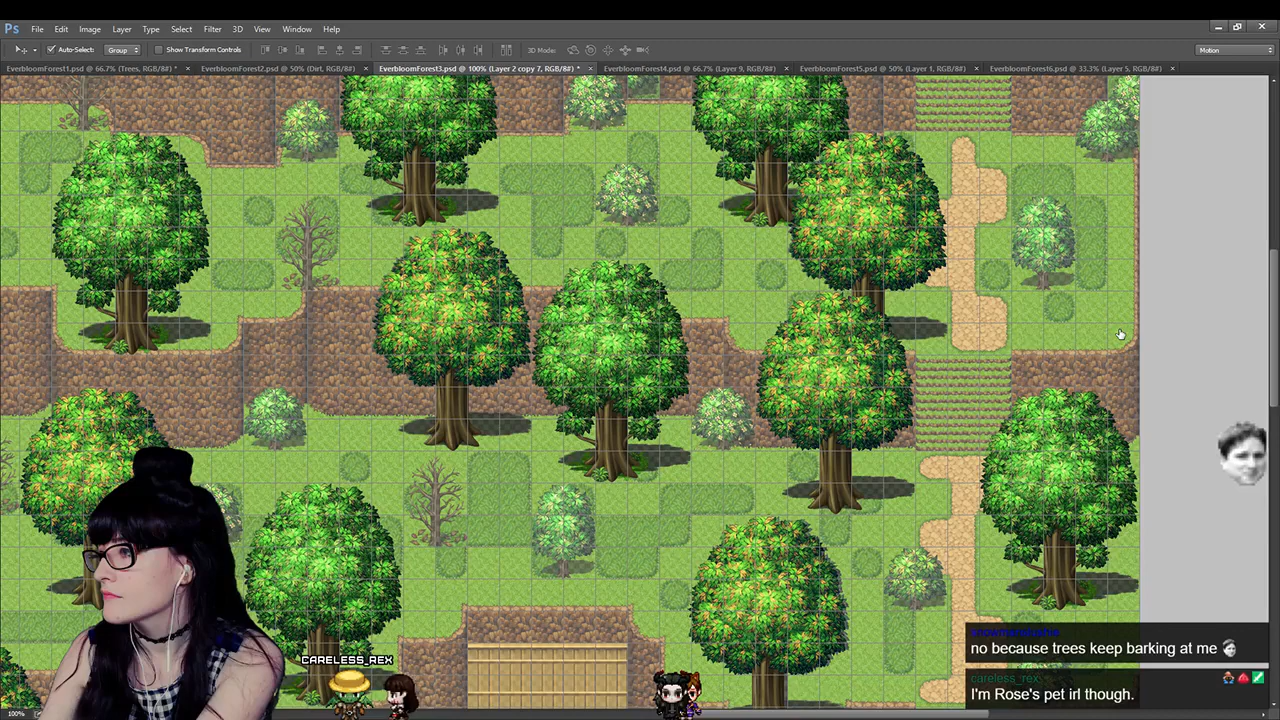 Ps File Edit Image Layer Type Select Filter 3D View Window Help
Auto-Select: Group Show Transform Controls 3D Mode: Motion
EverbloomForest1.psd @ 66.7% (Trees, RGB/8#) * × EverbloomForest2.psd @ 50% (Dirt, RGB/8#) × EverbloomForest3.psd @ 100% (Layer 2 copy 7, RGB/8#) * × EverbloomForest4.psd @ 66.7% (Layer 9, RGB/8#) × EverbloomForest5.psd @ 50% (Layer 1, RGB/8#) × EverbloomForest6.psd @ 33.3% (Layer 5, RGB/8#) ×
no because trees keep barking at me
CARELESS_REX
careless_rex
I'm Rose's pet irl though.
100%